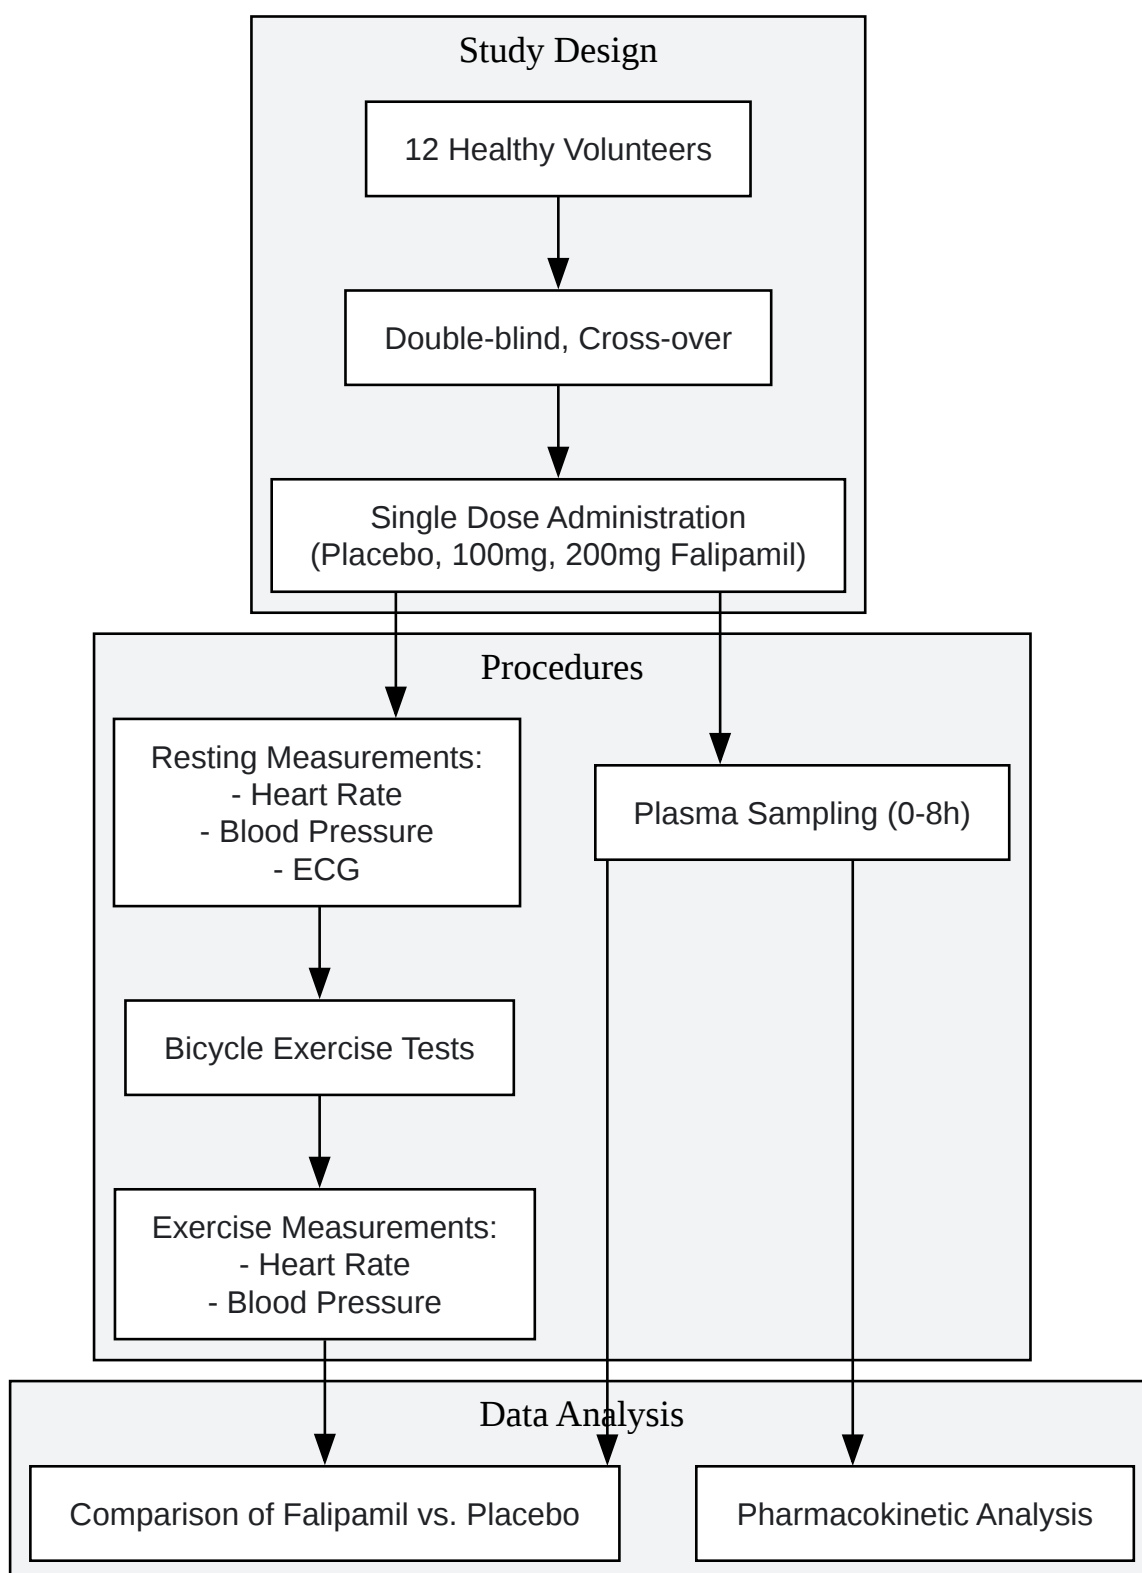 Study Design
12 Healthy Volunteers
Double-blind, Cross-over
Single Dose Administration
(Placebo, 100mg, 200mg Falipamil)
Procedures
Resting Measurements:
- Heart Rate
- Blood Pressure
- ECG
Plasma Sampling (0-8h)
Bicycle Exercise Tests
Exercise Measurements:
- Heart Rate
- Blood Pressure
Data Analysis
Comparison of Falipamil vs. Placebo
Pharmacokinetic Analysis